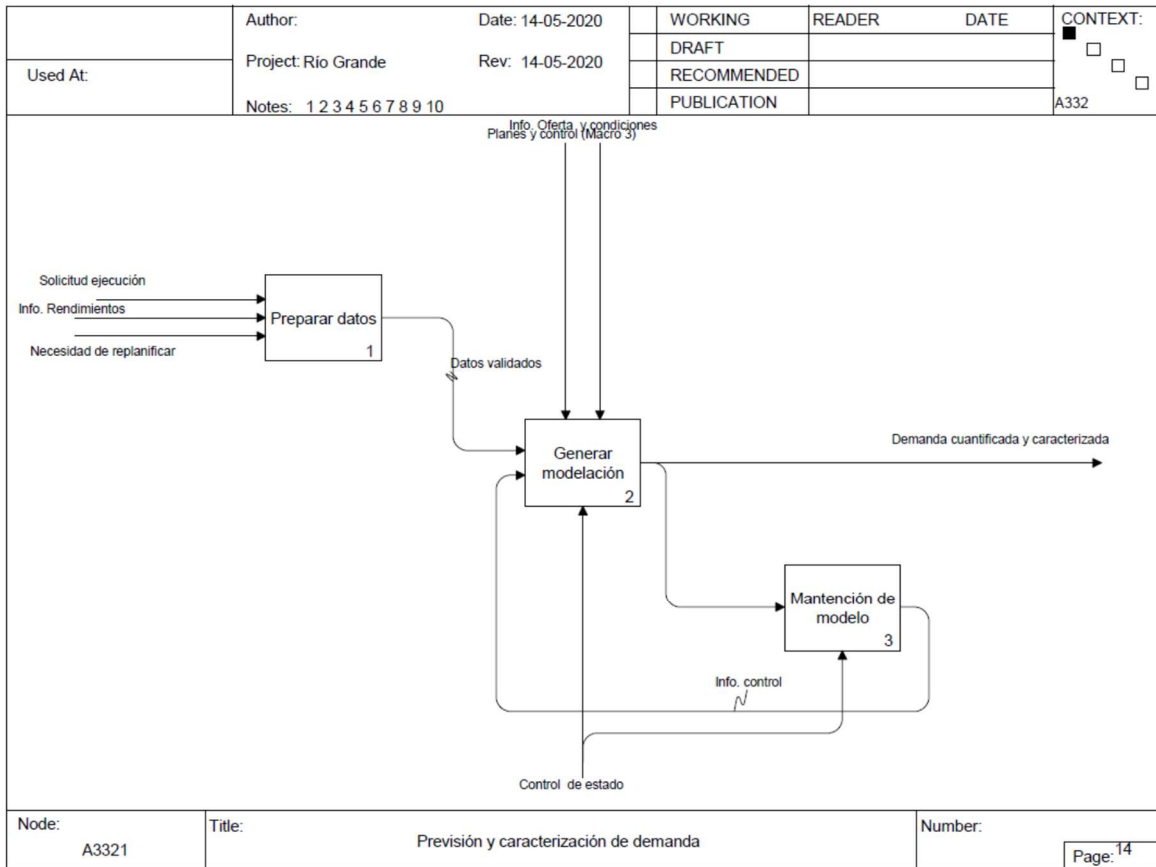 Used At:
Author:
Date: 14-05-2020
Project: Río Grande
Rev: 14-05-2020
Notes: 1 2 3 4 5 6 7 8 9 10
WORKING
DRAFT
RECOMMENDED
PUBLICATION
READER
DATE
CONTEXT:
A332
Info. Oferta y condiciones
Planes y control (Macro 3)
Solicitud ejecución
Info. Rendimientos
Necesidad de replanificar
Preparar datos
1
Datos validados
Generar
modelación
2
Demanda cuantificada y caracterizada
Mantención de
modelo
3
Info. control
Control de estado
Node:
A3321
Title:
Previsión y caracterización de demanda
Number:
Page: 14